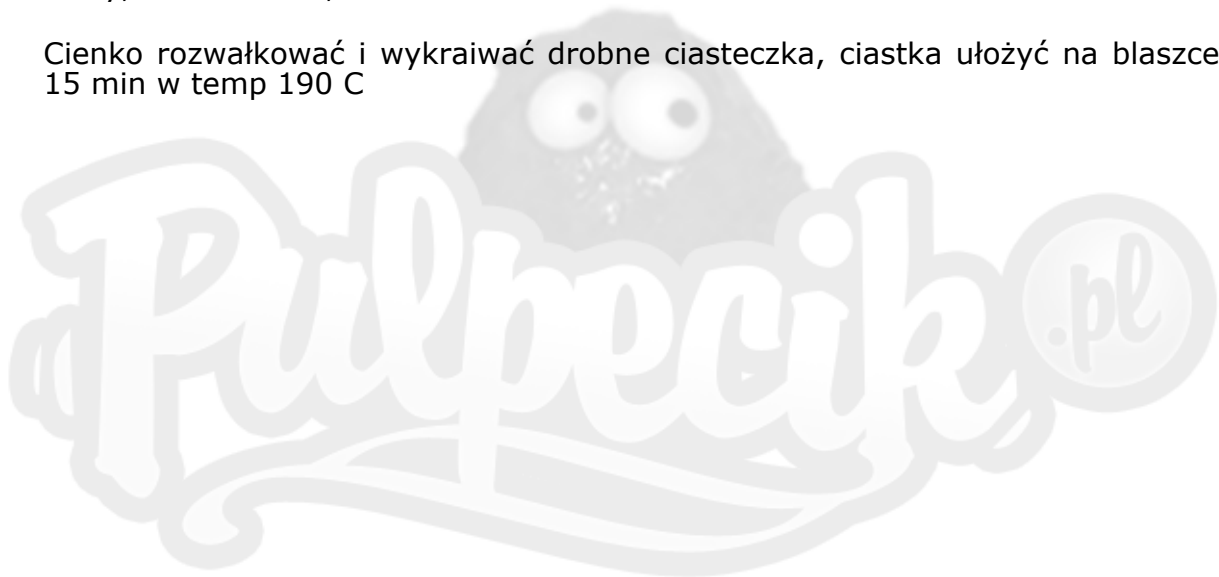 Cienko rozwałkować i wykraiwać drobne ciasteczka, ciastka ułożyć na blaszce
15 min w temp 190 C
Pulpecik .pl